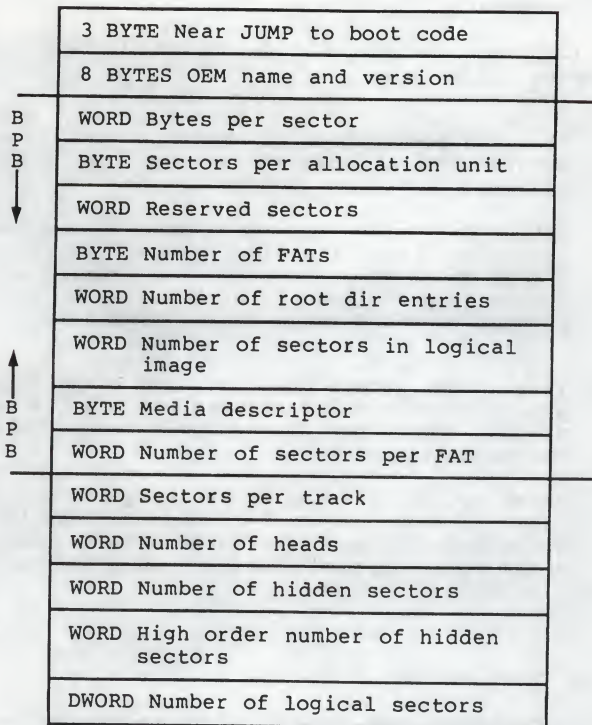 3 BYTE Near JUMP to boot code
8 BYTES OEM name and version
B
P
B
WORD Bytes per sector
BYTE Sectors per allocation unit
WORD Reserved sectors
BYTE Number of FATs
WORD Number of root dir entries
WORD Number of sectors in logical
image
B
P
B
BYTE Media descriptor
WORD Number of sectors per FAT
WORD Sectors per track
WORD Number of heads
WORD Number of hidden sectors
WORD High order number of hidden
sectors
DWORD Number of logical sectors